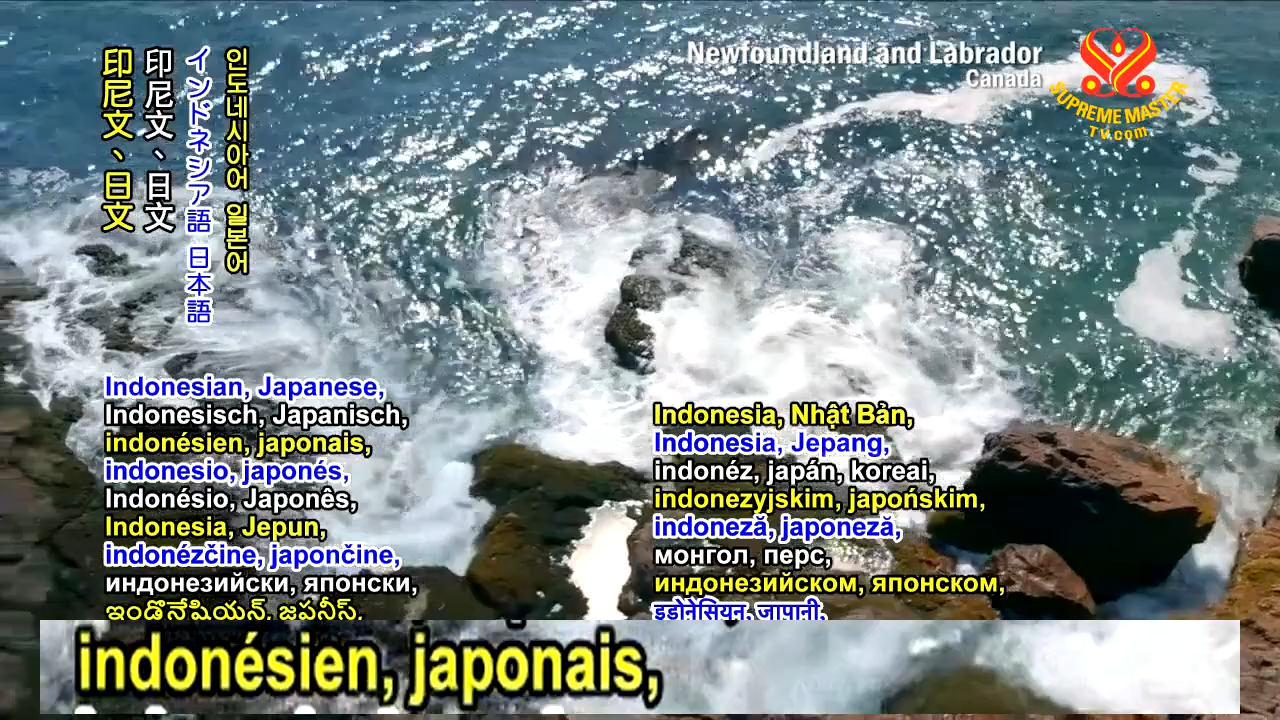 Newfoundland and Labrador
Canada
SUPREME MASTER
TV.com
印尼文、日文
印尼文、日文
インドネシア語 日本語
인도네시아어 일본어
Indonesian, Japanese,
Indonesisch, Japanisch,
indonésien, japonais,
indonesio, japonés,
Indonésio, Japonês,
Indonesia, Jepun,
indonézčine, japončine,
индонезийски, японски,
ఇండొనేషియన్, జపనీస్,
Indonesia, Nhật Bản,
Indonesia, Jepang,
indonéz, japán, koreai,
indonezyjskim, japońskim,
indoneză, japoneză,
монгол, перс,
индонезийском, японском,
इंडोनेसियन, जापानी,
indonésien, japonais,